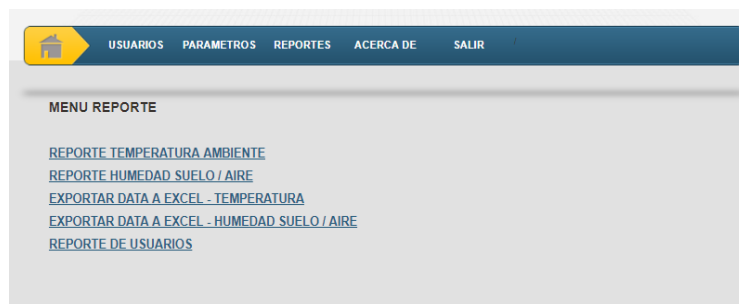 USUARIOS PARAMETROS REPORTES ACERCA DE SALIR
MENU REPORTE
REPORTE TEMPERATURA AMBIENTE
REPORTE HUMEDAD SUELO / AIRE
EXPORTAR DATA A EXCEL - TEMPERATURA
EXPORTAR DATA A EXCEL - HUMEDAD SUELO / AIRE
REPORTE DE USUARIOS